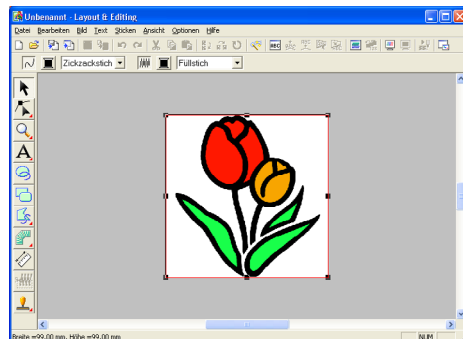 Unbenannt - Layout & Editing
Datei Bearbeiten Bild Text Sticken Ansicht Optionen Hilfe
Zickzackstich Füllstich
A
Breite =99,00 mm, Höhe =99,00 mm NUM